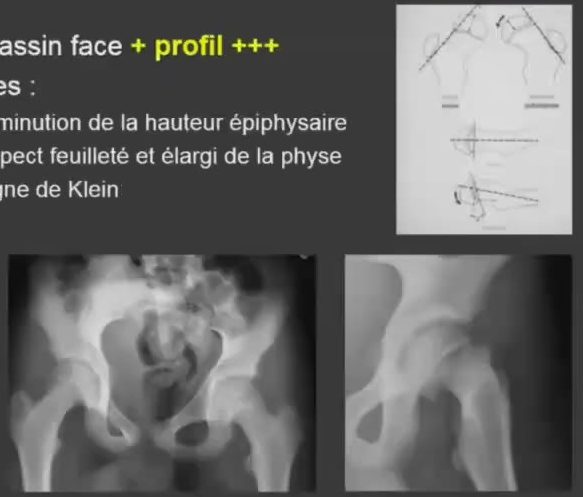 assin face + profil +++
es :
minution de la hauteur épiphysaire
pect feuilleté et élargi de la physe
gne de Klein